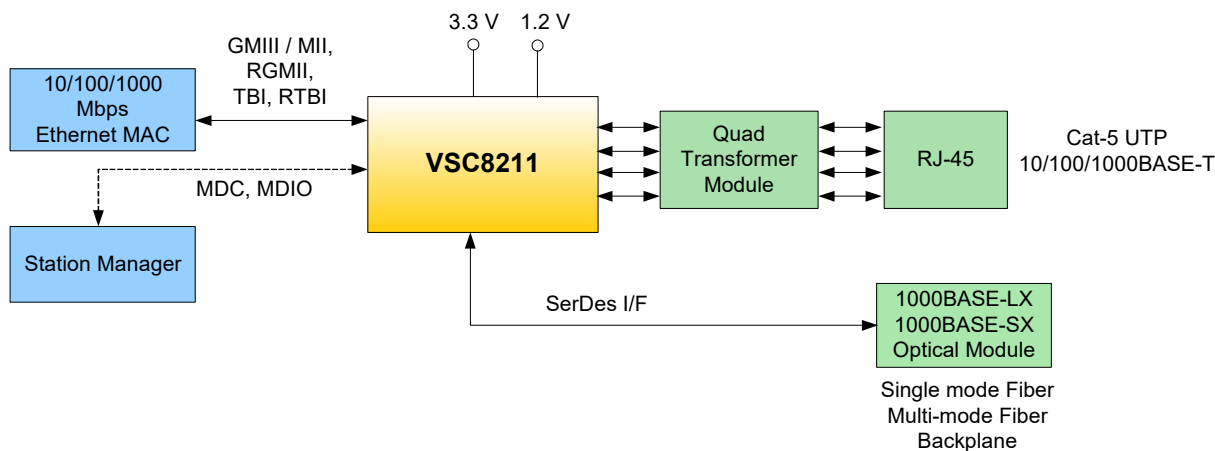 3.3 V
1.2 V
GMIII / MII,
RGMII,
TBI, RTBI
10/100/1000
Mbps
Ethernet MAC
VSC8211
Quad
Transformer
Module
RJ-45
Cat-5 UTP
10/100/1000BASE-T
MDC, MDIO
Station Manager
SerDes I/F
1000BASE-LX
1000BASE-SX
Optical Module
Single mode Fiber
Multi-mode Fiber
Backplane